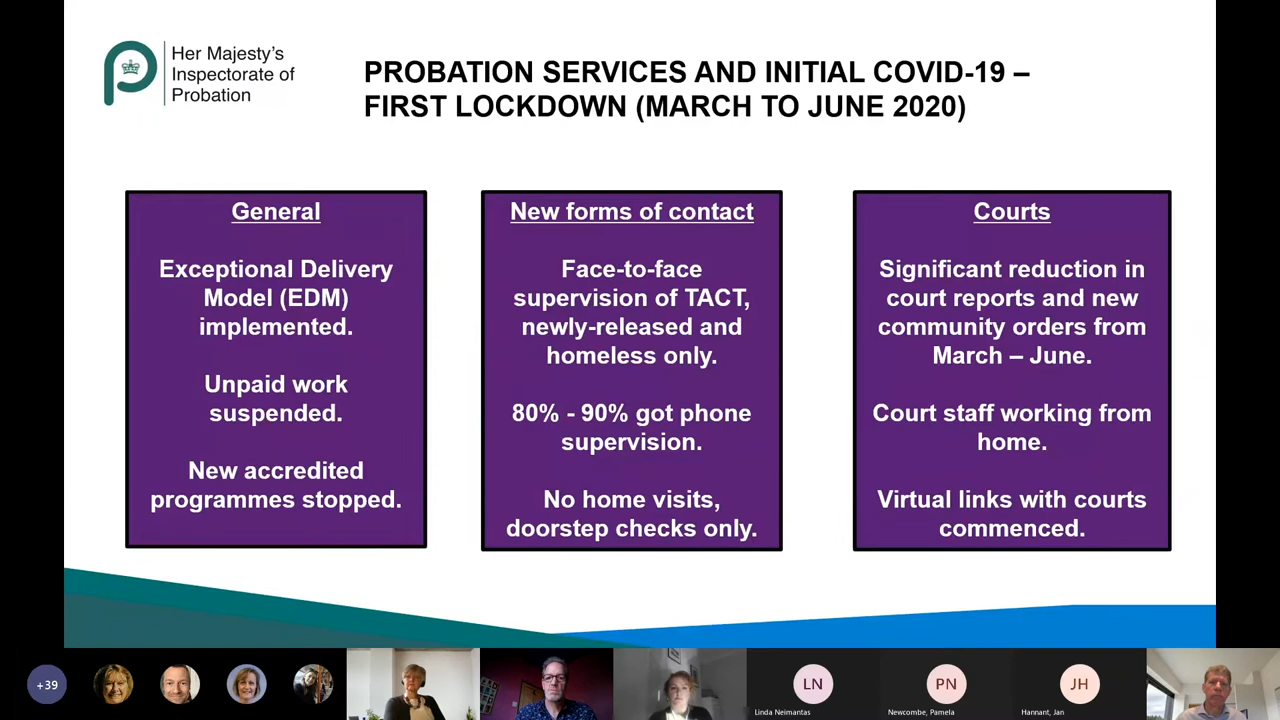 Her Majesty's
Inspectorate of
Probation
PROBATION SERVICES AND INITIAL COVID-19 –
FIRST LOCKDOWN (MARCH TO JUNE 2020)
General
Exceptional Delivery
Model (EDM)
implemented.
Unpaid work
suspended.
New accredited
programmes stopped.
New forms of contact
Face-to-face
supervision of TACT,
newly-released and
homeless only.
80% - 90% got phone
supervision.
No home visits,
doorstep checks only.
Courts
Significant reduction in
court reports and new
community orders from
March – June.
Court staff working from
home.
Virtual links with courts
commenced.
+39
LN
Linda Neimantas
PN
Newcombe, Pamela
JH
Hannant, Jan